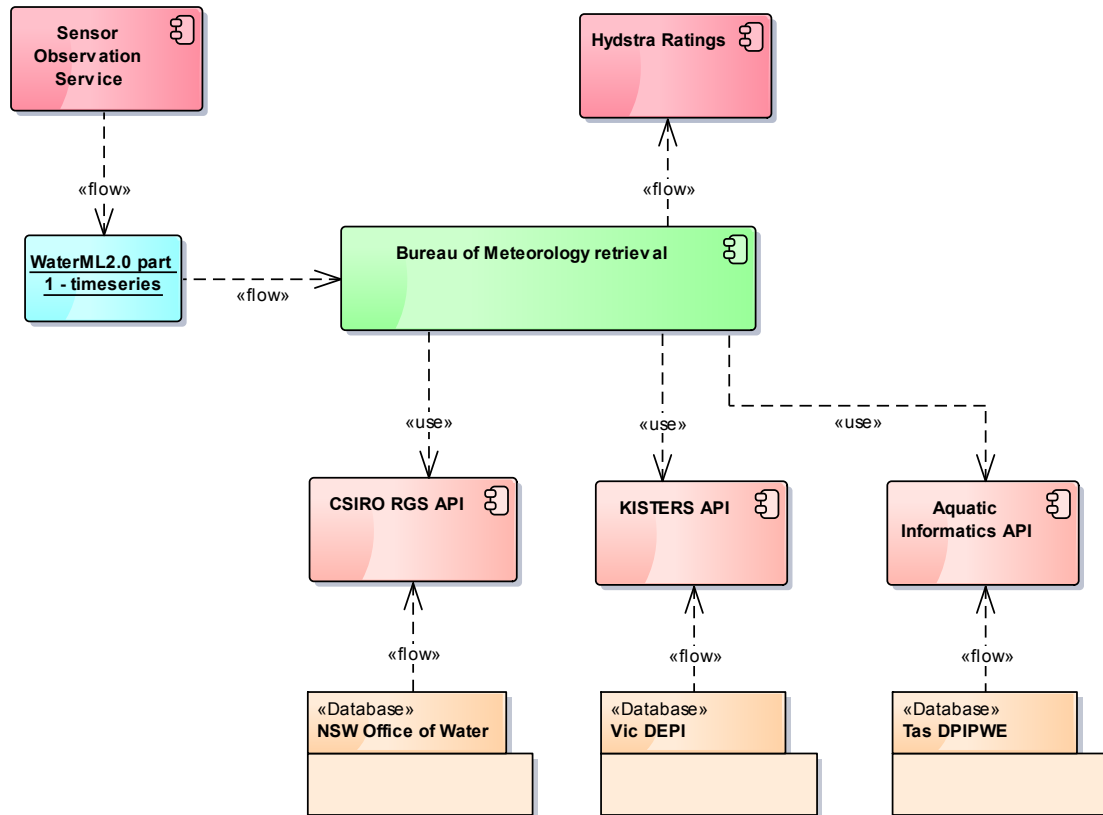 Sensor
Observation
Service
Hydstra Ratings
«flow»
«flow»
WaterML2.0 part
1 - timeseries
«flow»
Bureau of Meteorology retrieval
«use»
«use»
«use»
CSIRO RGS API
KISTERS API
Aquatic
Informatics API
«flow»
«flow»
«flow»
«Database»
NSW Office of Water
«Database»
Vic DEPI
«Database»
Tas DPIPWE